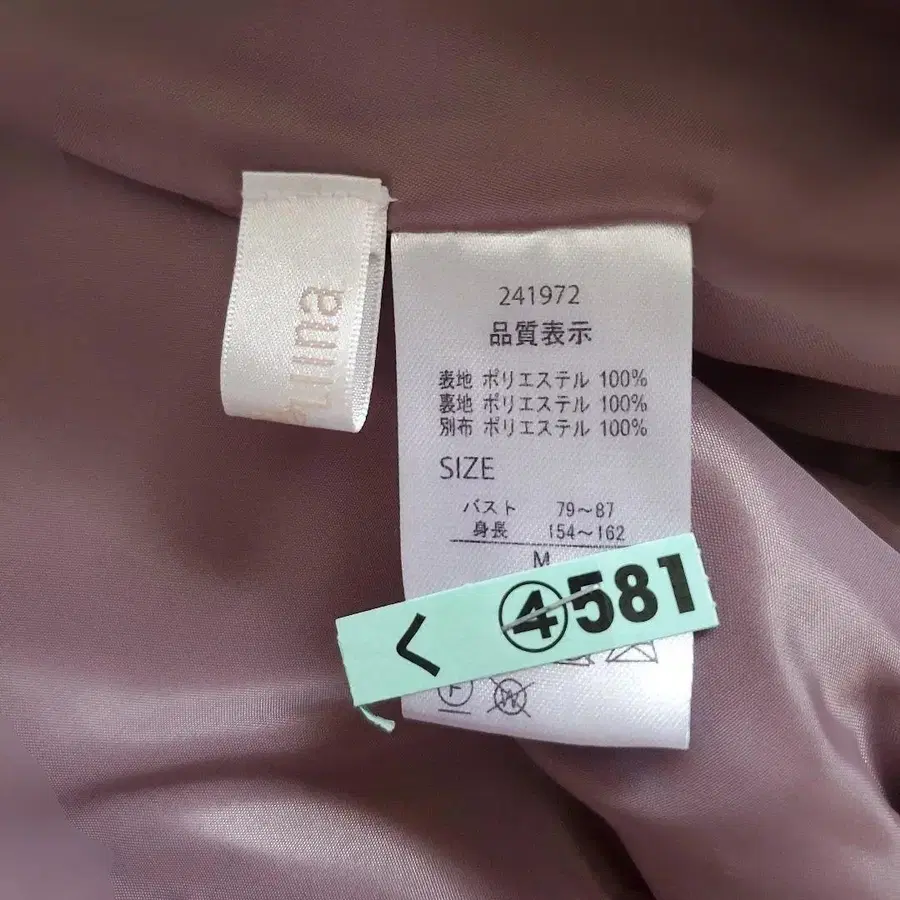 241972
品質表示
表地 ポリエステル 100%
裏地 ポリエステル 100%
別布 ポリエステル 100%
SIZE
バスト 79～87
身長 154～162
M
く ④581
F
W